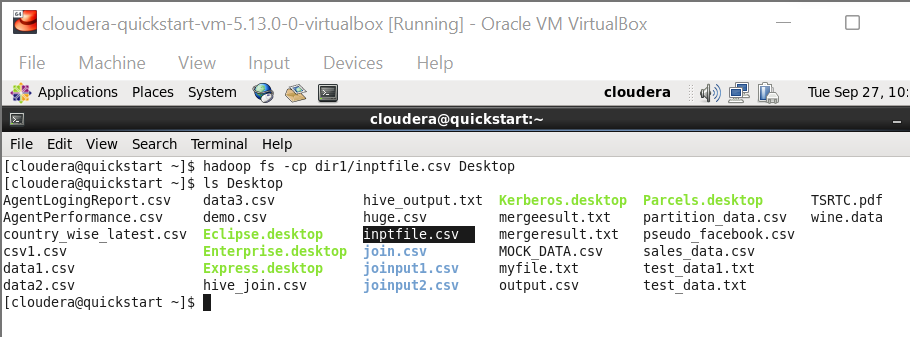 cloudera-quickstart-vm-5.13.0-0-virtualbox [Running] - Oracle VM VirtualBox
File Machine View Input Devices Help
Applications Places System cloudera Tue Sep 27, 10:
cloudera@quickstart:~
File Edit View Search Terminal Help
[cloudera@quickstart ~]$ hadoop fs -cp dir1/inptfile.csv Desktop
[cloudera@quickstart ~]$ ls Desktop
AgentLogingReport.csv data3.csv hive_output.txt Kerberos.desktop Parcels.desktop TSRTC.pdf
AgentPerformance.csv demo.csv huge.csv mergeesult.txt partition_data.csv wine.data
country_wise_latest.csv Eclipse.desktop inptfile.csv mergeresult.txt pseudo_facebook.csv
csv1.csv Enterprise.desktop join.csv MOCK_DATA.csv sales_data.csv
data1.csv Express.desktop joinput1.csv myfile.txt test_data1.txt
data2.csv hive_join.csv joinput2.csv output.csv test_data.txt
[cloudera@quickstart ~]$